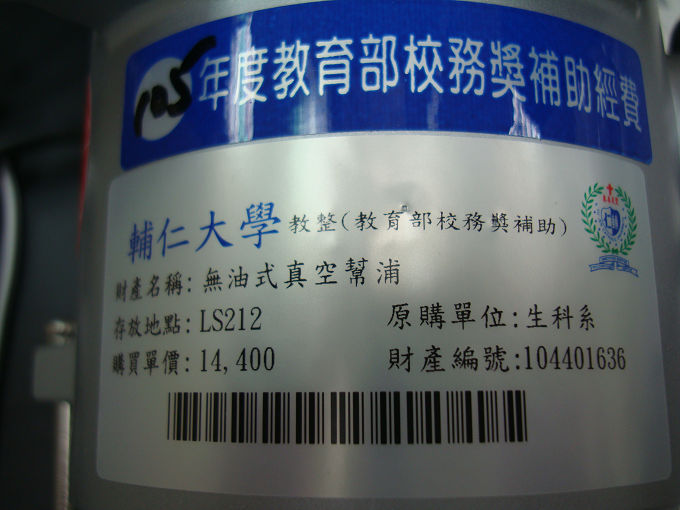 105年度教育部校務獎補助經費
輔仁大學 教整(教育部校務獎補助)
財產名稱: 無油式真空幫浦
存放地點: LS212 原購單位: 生科系
購買單價: 14,400 財產編號:104401636